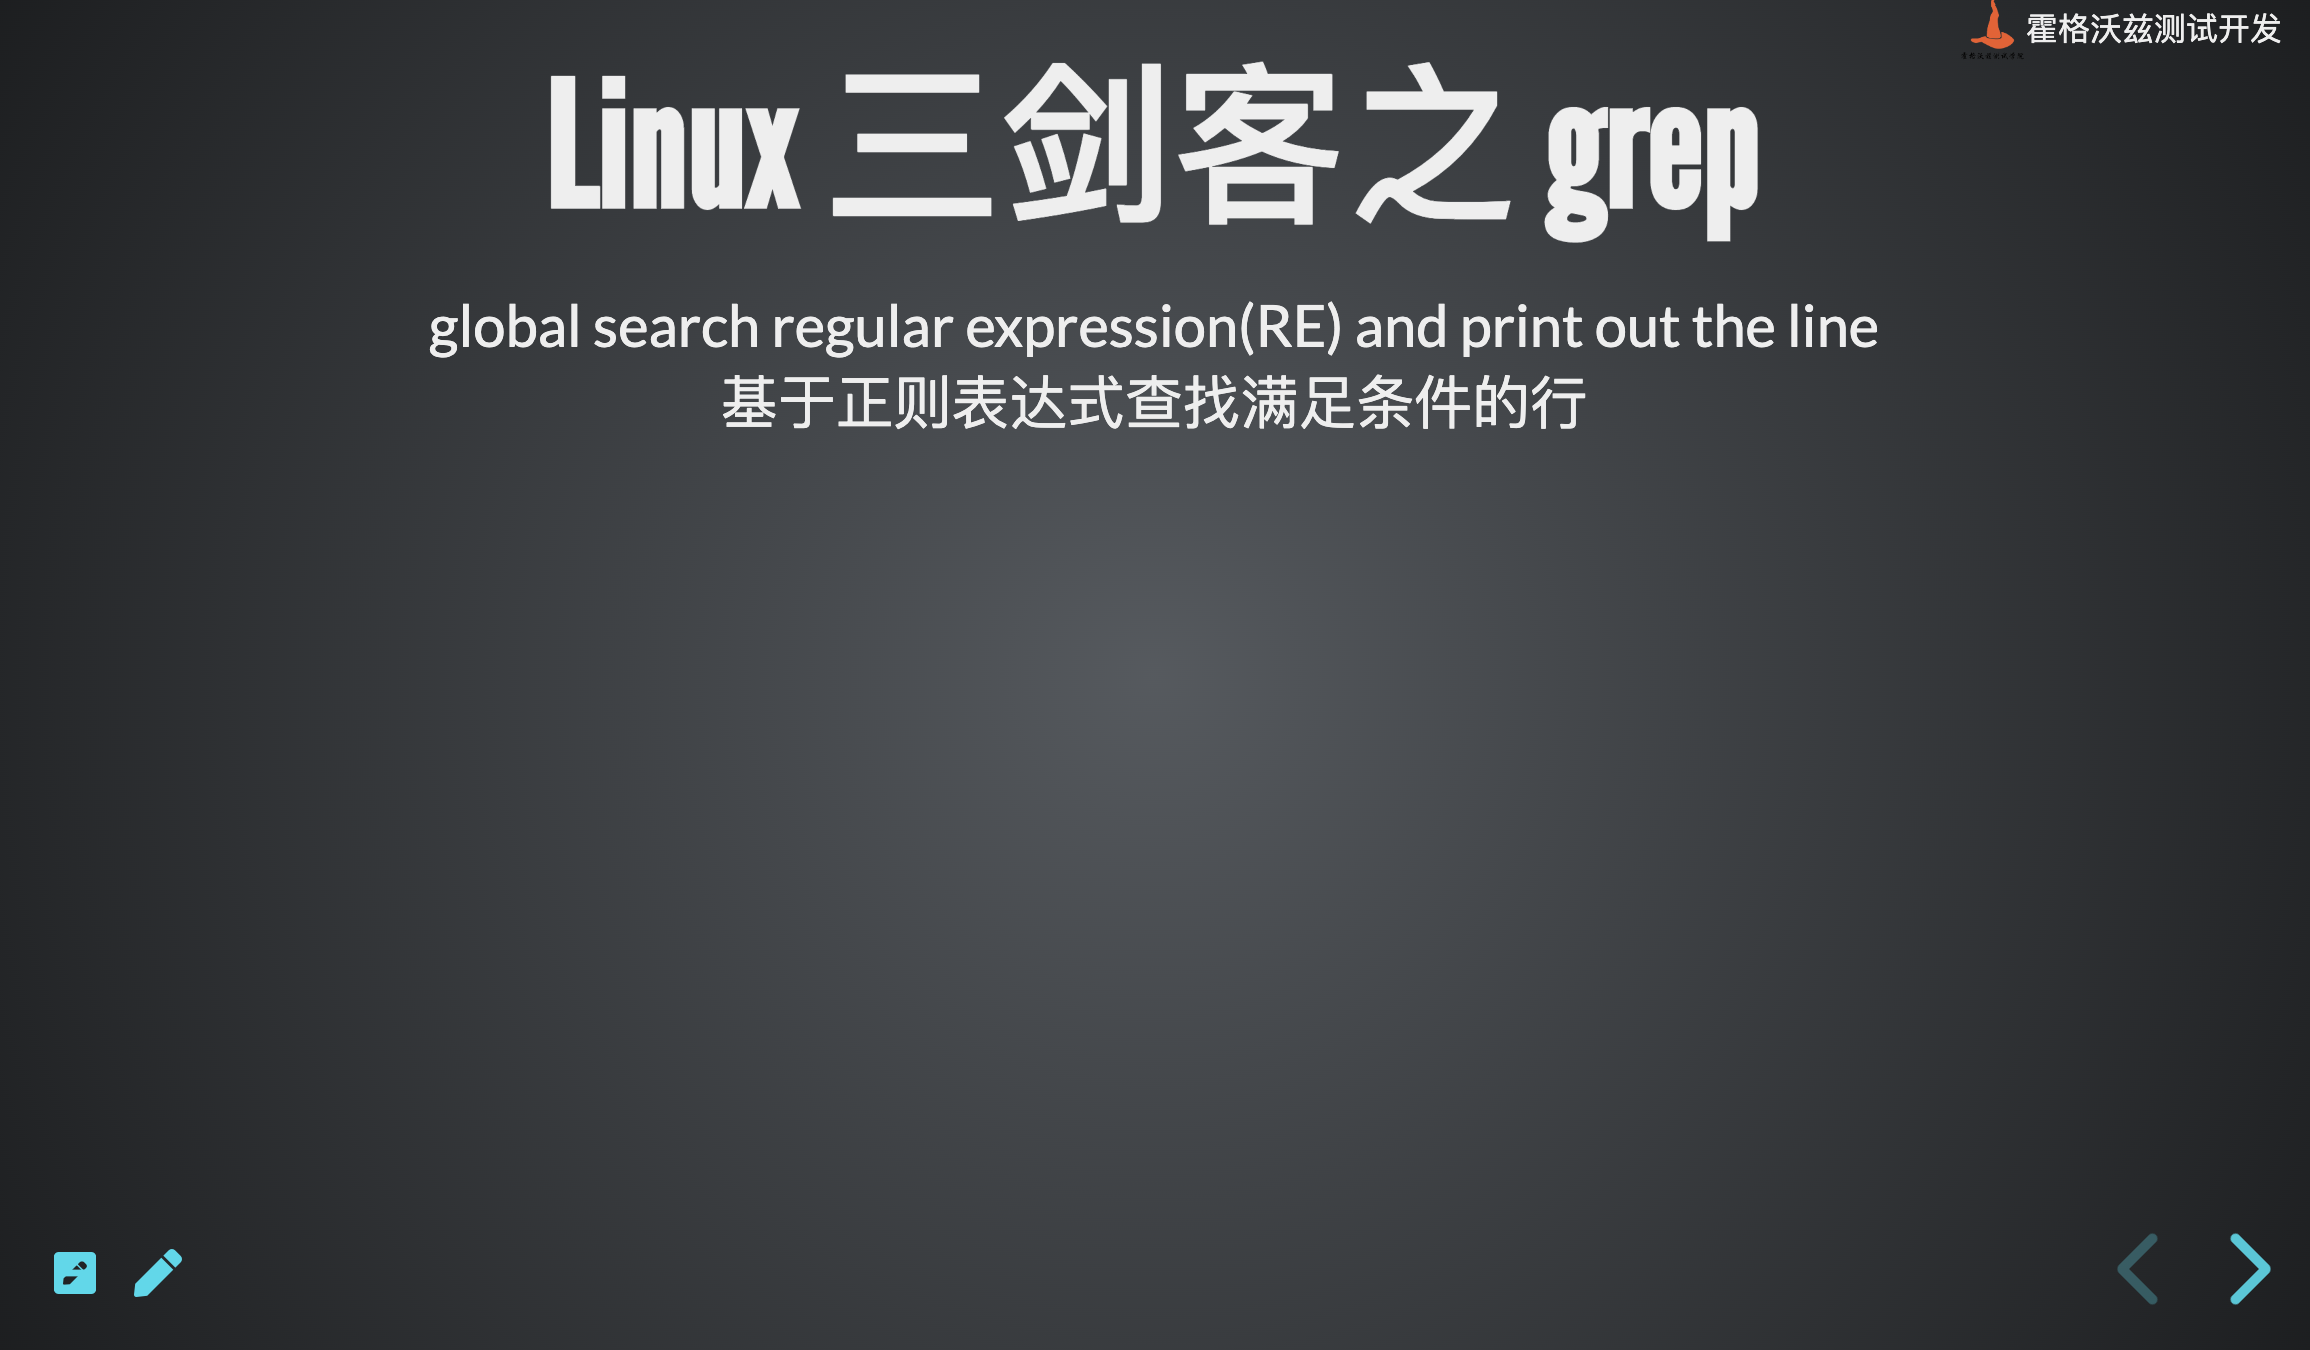 霍格沃兹测试开发
Linux 三剑客之 grep
global search regular expression(RE) and print out the line
基于正则表达式查找满足条件的行